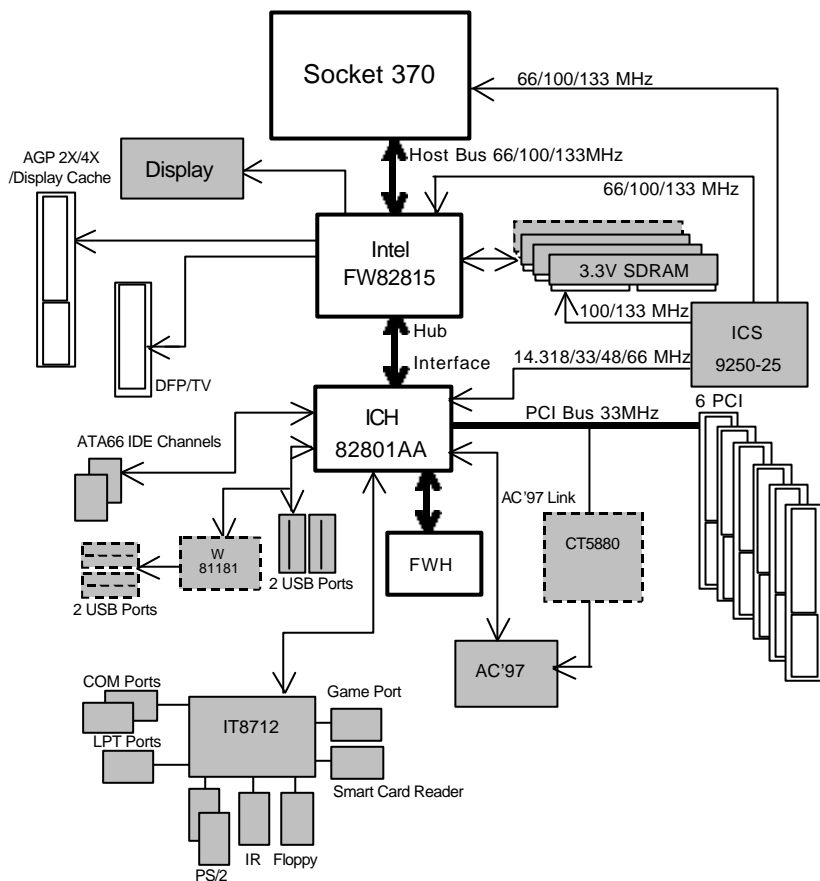 Socket 370
66/100/133 MHz
Host Bus 66/100/133MHz
AGP 2X/4X
/Display Cache
Display
66/100/133 MHz
Intel
FW82815
3.3V SDRAM
100/133 MHz
ICS
9250-25
Hub
Interface
14.318/33/48/66 MHz
DFP/TV
ICH
82801AA
PCI Bus 33MHz
6 PCI
ATA66 IDE Channels
AC'97 Link
W
81181
2 USB Ports
2 USB Ports
FWH
CT5880
AC'97
COM Ports
LPT Ports
IT8712
Game Port
Smart Card Reader
PS/2
IR
Floppy